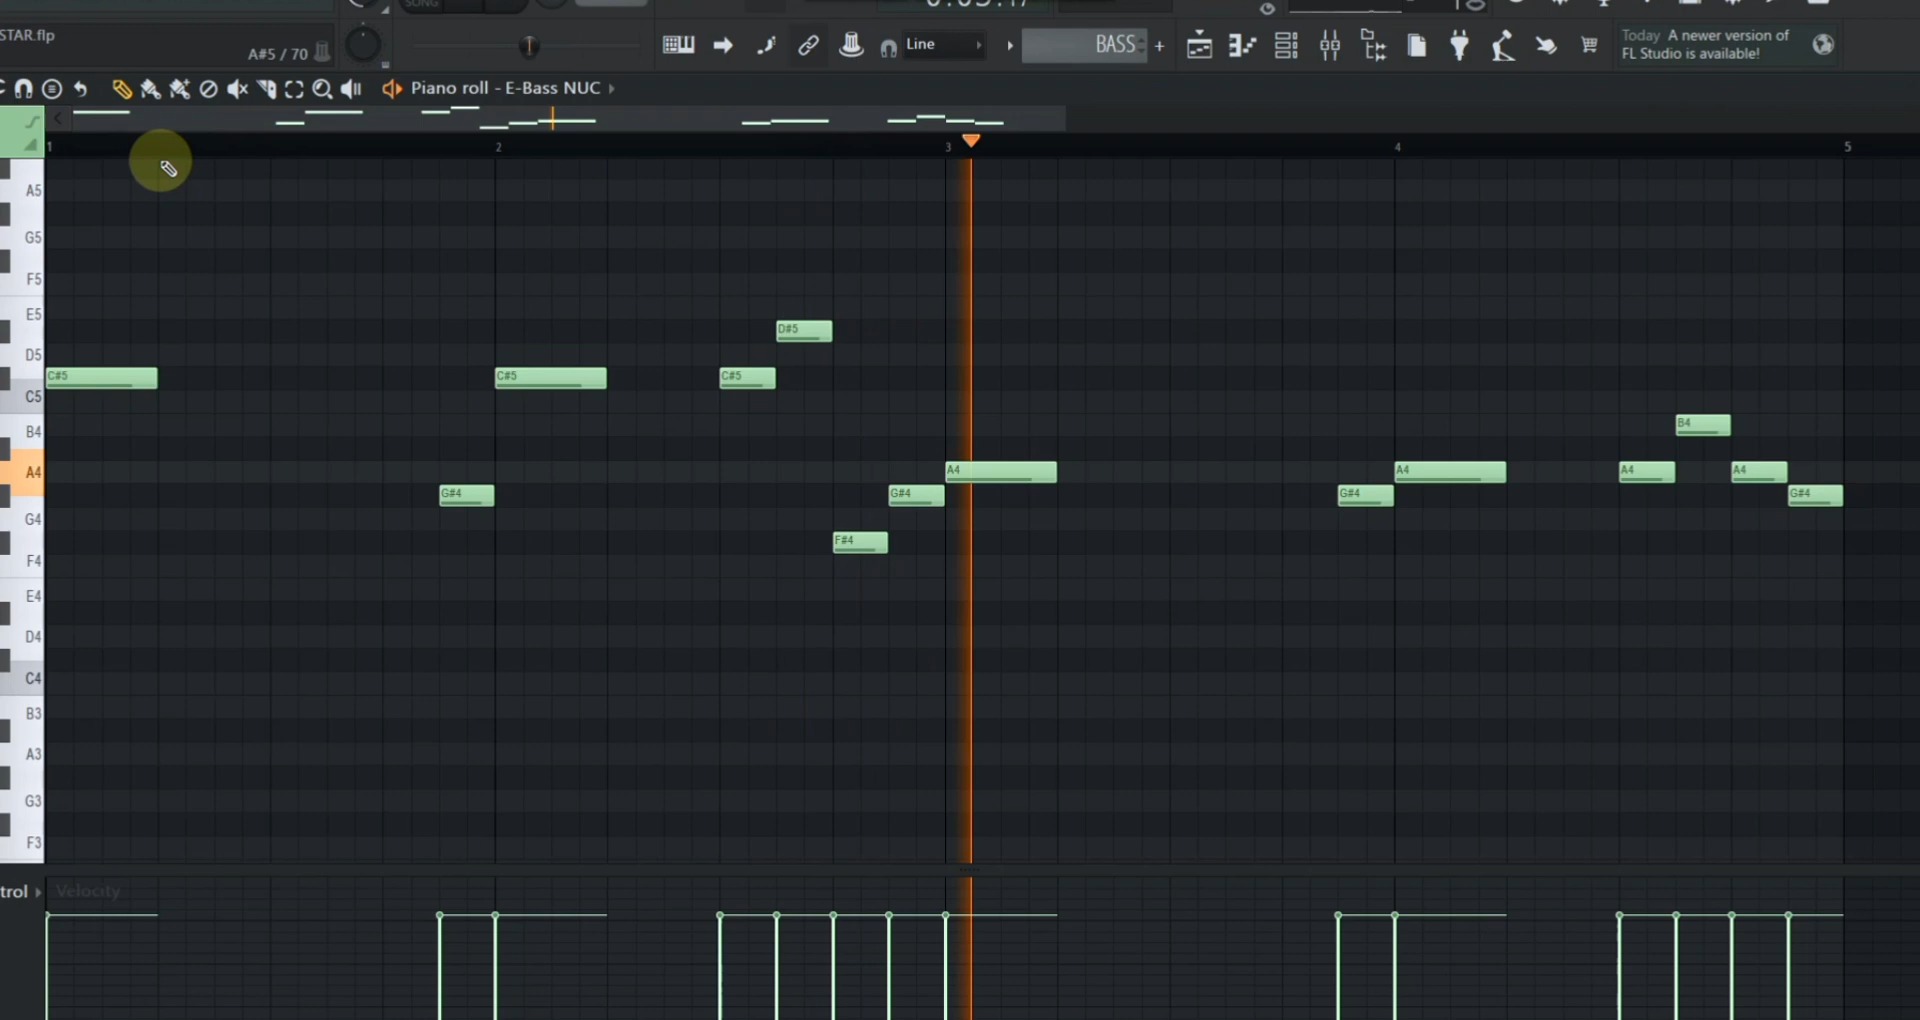 STAR.flp
A#5 / 70
SONG
Line
BASS
+
Today A newer version of
FL Studio is available!
Piano roll - E-Bass NUC
1
2
3
4
5
A5
G5
F5
E5
D5
C5
B4
A4
G4
F4
E4
D4
C4
B3
A3
G3
F3
D#5
C#5
C#5
C#5
B4
A4
A4
A4
A4
G#4
G#4
G#4
G#4
F#4
trol
Velocity